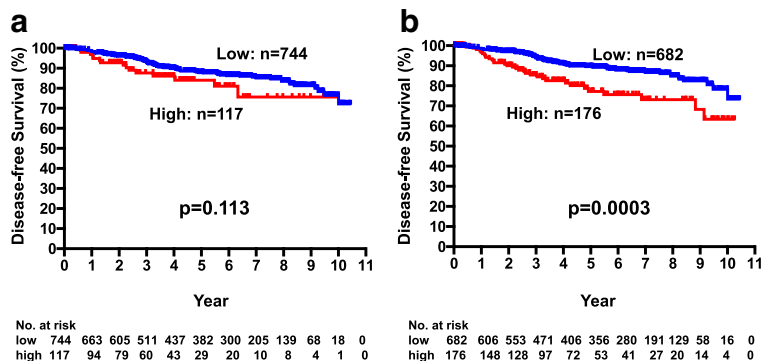 a
Disease-free Survival (%)
100
90
80
70
60
50
40
30
20
10
0
Low: n=744
High: n=117
p=0.113
0 1 2 3 4 5 6 7 8 9 10 11
Year
No. at risk
low 744 663 605 511 437 382 300 205 139 68 18 0
high 117 94 79 60 43 29 20 10 8 4 1 0
b
Disease-free Survival (%)
100
90
80
70
60
50
40
30
20
10
0
Low: n=682
High: n=176
p=0.0003
0 1 2 3 4 5 6 7 8 9 10 11
Year
No. at risk
low 682 606 553 471 406 356 280 191 129 58 16 0
high 176 148 128 97 72 53 41 27 20 14 4 0